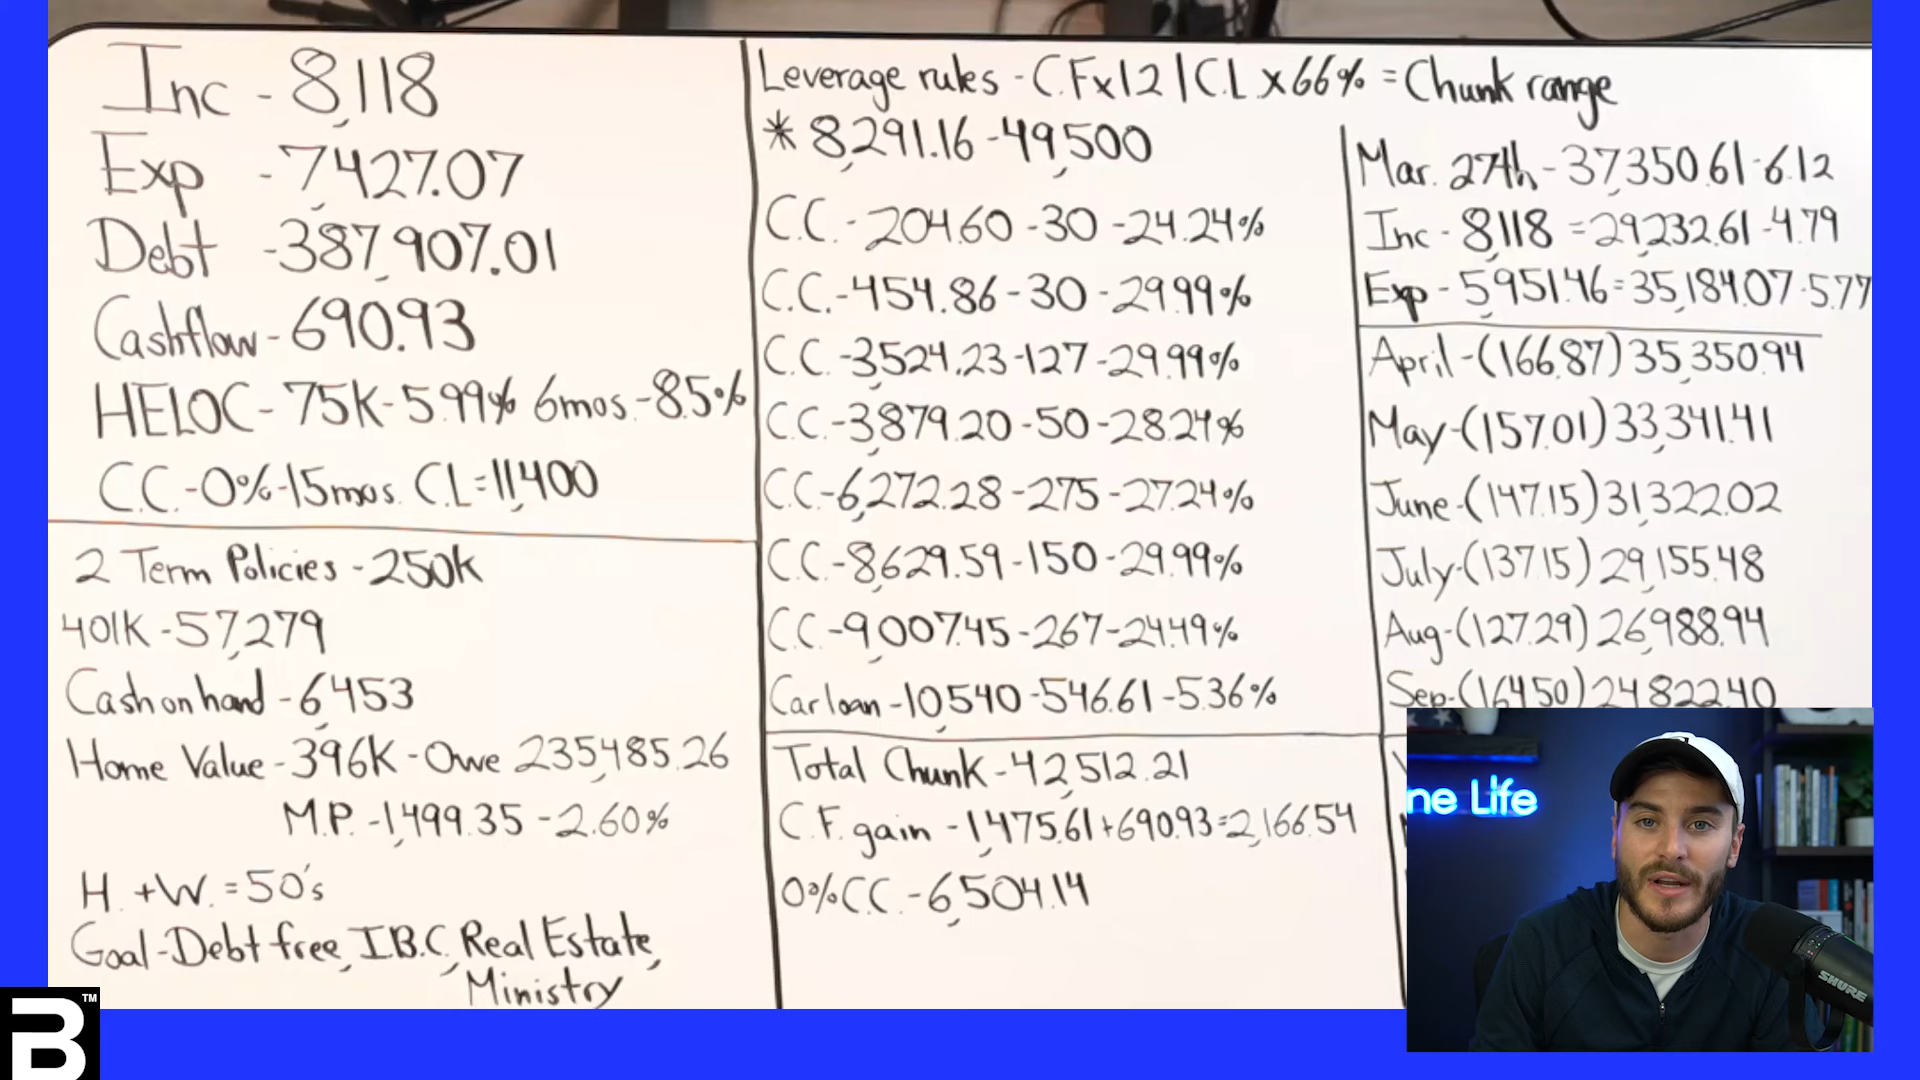 Inc - 8,118
Exp - 7,427.07
Debt - 387,907.01
Cashflow - 690.93
HELOC - 75K - 5.99% 6mos. - 8.5%
C.C. - 0% - 15mos. C.L = 11,400
2 Term Policies - 250K
401K - 57,279
Cash on hand - 6,453
Home Value - 396K - Owe 235,485.26
M.P. - 1,499.35 - 2.60%
H. + W. = 50's
Goal - Debt free, I.B.C, Real Estate,
Ministry
Leverage rules - C.F x 12 | C.L x 66% = Chunk range
* 8,291.16 - 49,500
C.C. - 204.60 - 30 - 24.24%
C.C. - 454.86 - 30 - 29.99%
C.C. - 3,524.23 - 127 - 29.99%
C.C. - 3,879.20 - 50 - 28.24%
C.C. - 6,272.28 - 275 - 27.24%
C.C. - 8,629.59 - 150 - 29.99%
C.C. - 9,007.45 - 267 - 24.49%
Car loan - 10,540 - 546.61 - 5.36%
Total Chunk - 42,512.21
C.F. gain - 1,475.61 + 690.93 = 2,166.54
0% C.C. - 6,504.14
Mar. 27th - 37,350.61 - 6.12
Inc - 8,118 = 29,232.61 - 4.79
Exp - 5,951.46 = 35,184.07 - 5.77
April - (166.87) 35,350.94
May - (157.01) 33,341.41
June - (147.15) 31,322.02
July - (137.15) 29,155.48
Aug - (127.29) 26,988.94
Sep - (164.50) 24,822.40
ne Life
SHURE
B™